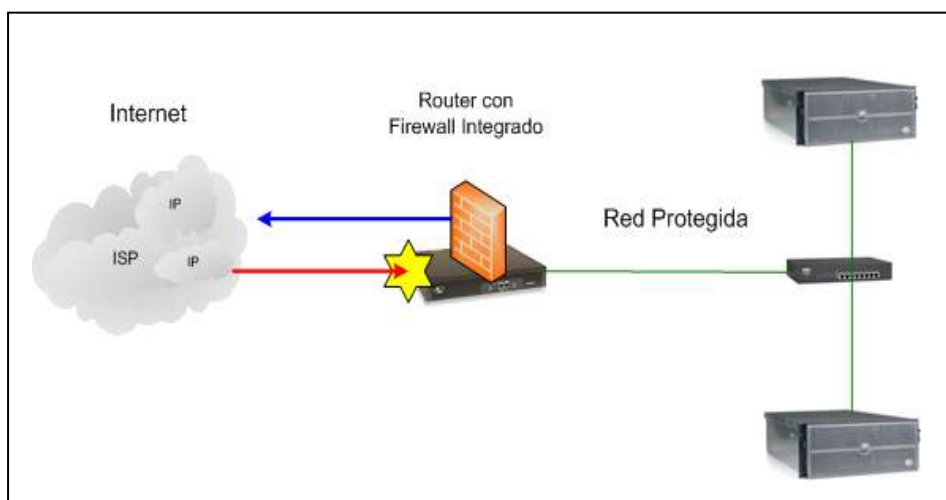 Internet
Router con
Firewall Integrado
IP
ISP
IP
Red Protegida